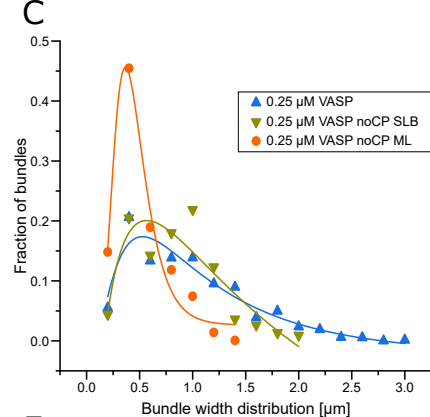 C
0.5
0.4
0.3
0.2
0.1
0.0
Fraction of bundles
0.25 µM VASP
0.25 µM VASP noCP SLB
0.25 µM VASP noCP ML
0.0 0.5 1.0 1.5 2.0 2.5 3.0
Bundle width distribution [µm]